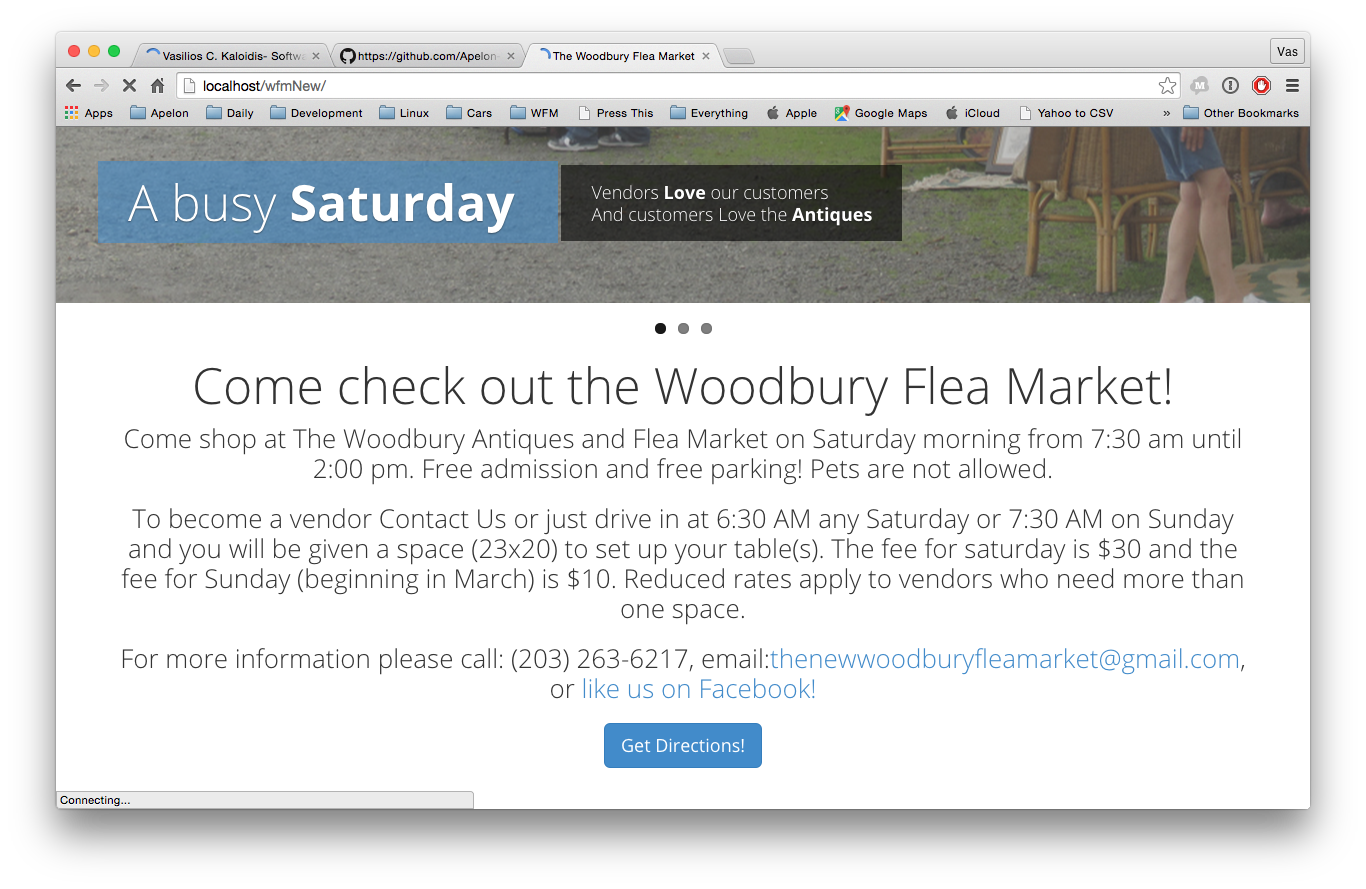 Vasilios C. Kaloidis- Softw
https://github.com/Apelon
The Woodbury Flea Market
Vas
localhost/wfmNew/
Apps Apelon Daily Development Linux Cars WFM Press This Everything Apple Google Maps iCloud Yahoo to CSV » Other Bookmarks
A busy Saturday
Vendors Love our customers
And customers Love the Antiques
Come check out the Woodbury Flea Market!
Come shop at The Woodbury Antiques and Flea Market on Saturday morning from 7:30 am until
2:00 pm. Free admission and free parking! Pets are not allowed.
To become a vendor Contact Us or just drive in at 6:30 AM any Saturday or 7:30 AM on Sunday
and you will be given a space (23x20) to set up your table(s). The fee for saturday is $30 and the
fee for Sunday (beginning in March) is $10. Reduced rates apply to vendors who need more than
one space.
For more information please call: (203) 263-6217, email:thenewwoodburyfleamarket@gmail.com,
or like us on Facebook!
Get Directions!
Connecting...